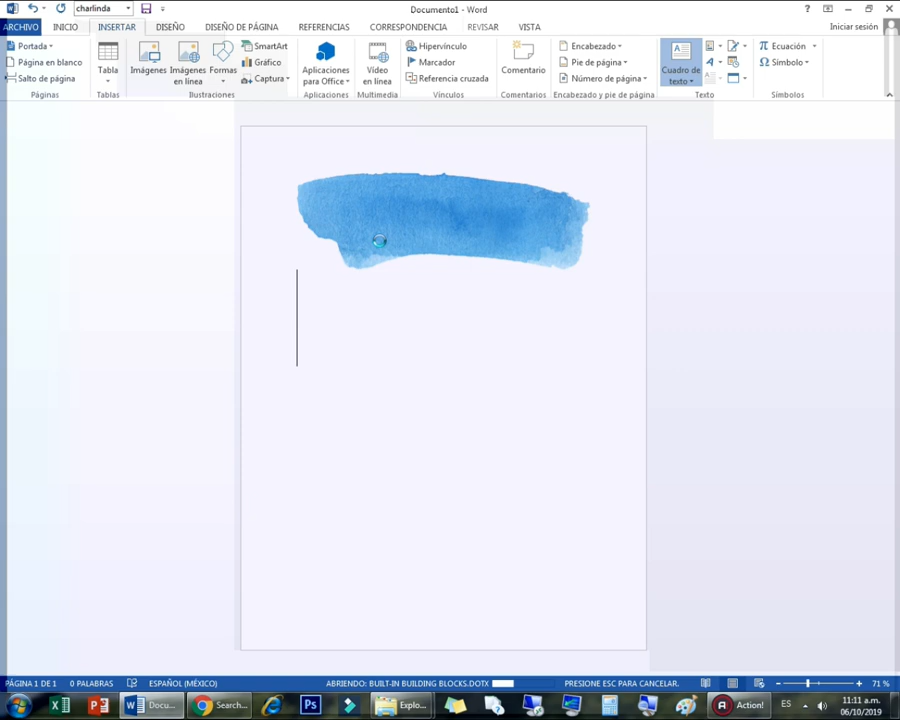 charlinda
Documento1 - Word
ARCHIVO INICIO INSERTAR DISEÑO DISEÑO DE PÁGINA REFERENCIAS CORRESPONDENCIA REVISAR VISTA Iniciar sesión
Portada
Página en blanco
Salto de página
Páginas
Tabla
Tablas
Imágenes
Imágenes en línea
Formas
SmartArt
Gráfico
Captura
Ilustraciones
Aplicaciones para Office
Aplicaciones
Vídeo en línea
Multimedia
Hipervínculo
Marcador
Referencia cruzada
Vínculos
Comentario
Comentarios
Encabezado
Pie de página
Número de página
Encabezado y pie de página
Cuadro de texto
Texto
Ecuación
Símbolo
Símbolos
PÁGINA 1 DE 1 0 PALABRAS ESPAÑOL (MÉXICO) ABRIENDO: BUILT-IN BUILDING BLOCKS.DOTX PRESIONE ESC PARA CANCELAR. 71 %
Docu... Search... Ps Explo... Action! ES 11:11 a.m.
06/10/2019